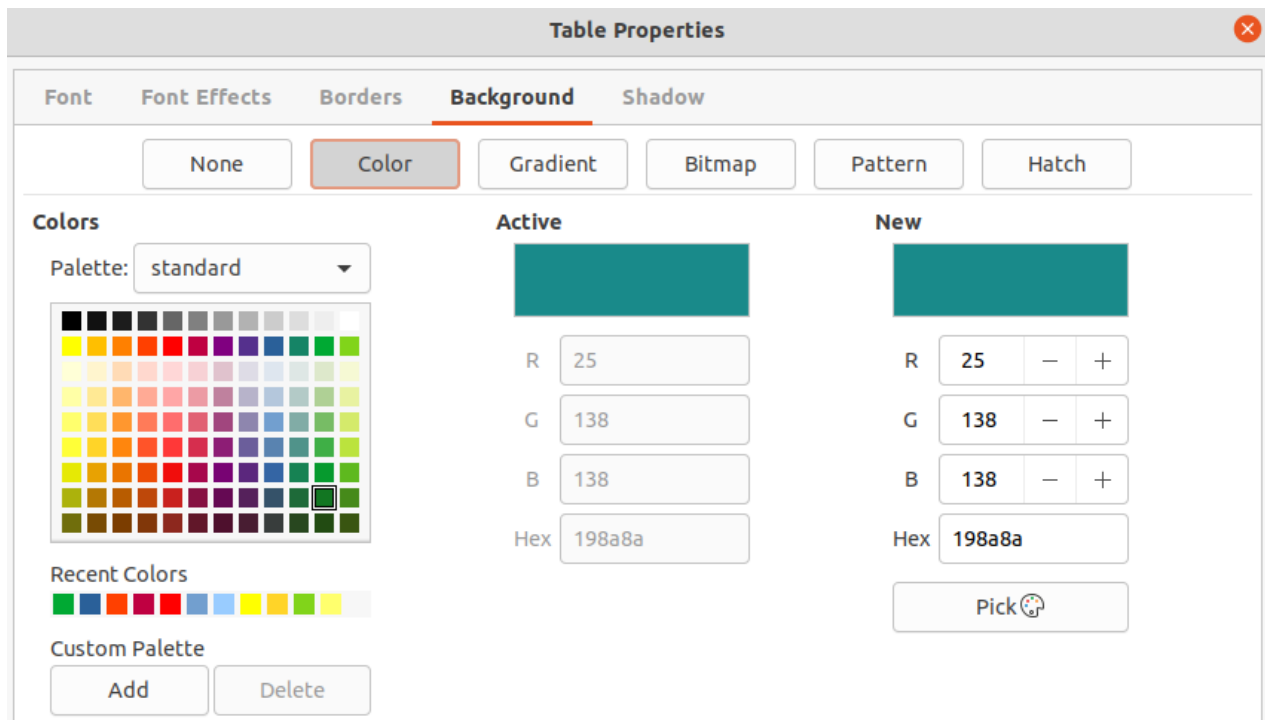 Table Properties
Font Font Effects Borders Background Shadow
None Color Gradient Bitmap Pattern Hatch
Colors Active New
Palette: standard
R 25 R 25 − +
G 138 G 138 − +
B 138 B 138 − +
Hex 198a8a Hex 198a8a
Recent Colors
Pick
Custom Palette
Add Delete